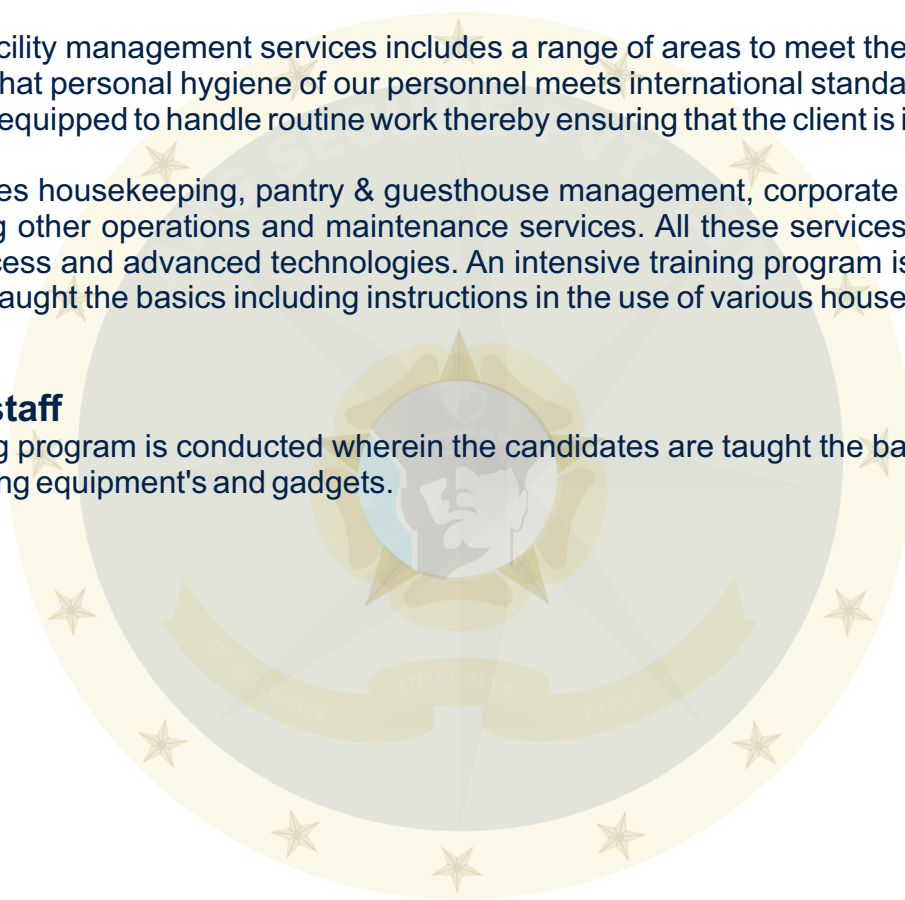 cility management services includes a range of areas to meet the
hat personal hygiene of our personnel meets international standa
equipped to handle routine work thereby ensuring that the client is i
es housekeeping, pantry & guesthouse management, corporate
g other operations and maintenance services. All these services
cess and advanced technologies. An intensive training program is
aught the basics including instructions in the use of various house
staff
g program is conducted wherein the candidates are taught the ba
ing equipment's and gadgets.
INTELLIGENCE INTEGRITY EXPERTISE